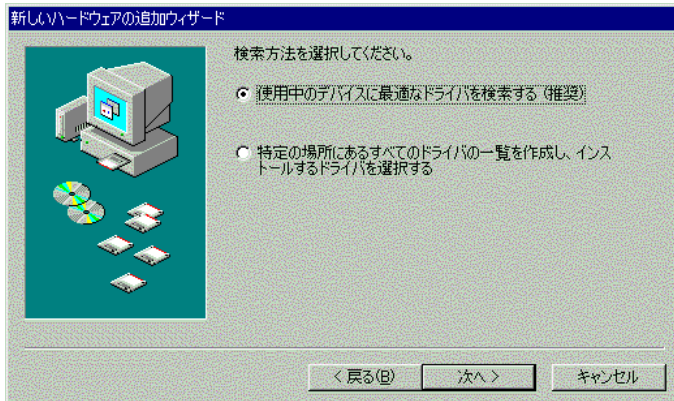 新しいハードウェアの追加ウィザード
検索方法を選択してください。
使用中のデバイスに最適なドライバを検索する (推奨)
特定の場所にあるすべてのドライバの一覧を作成し、インス
トールするドライバを選択する
< 戻る(B)
次へ >
キャンセル